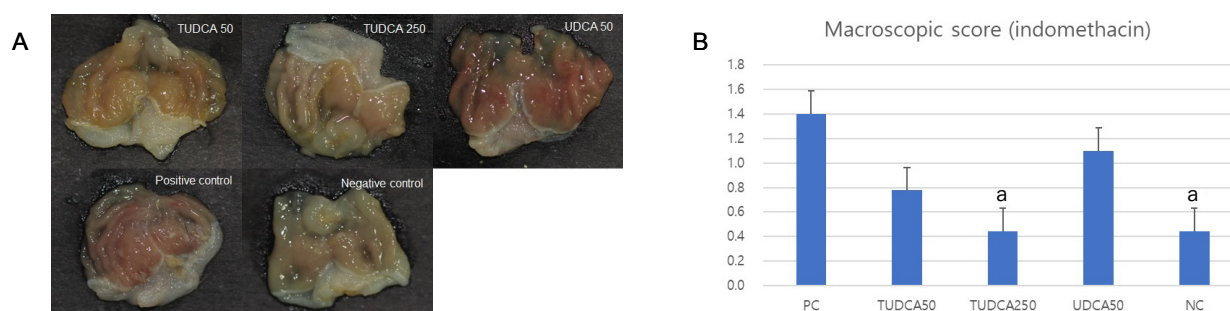 A
TUDCA 50
TUDCA 250
UDCA 50
Positive control
Negative control
B
Macroscopic score (indomethacin)
1.8
1.6
1.4
1.2
1.0
0.8
0.6
0.4
0.2
0.0
a
a
PC
TUDCA50
TUDCA250
UDCA50
NC